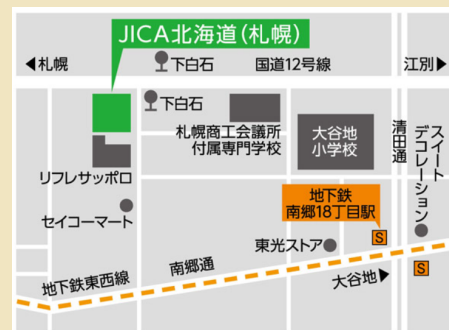 JICA北海道(札幌)
◀札幌
下白石
国道12号線
江別▶
下白石
札幌商工会議所
付属専門学校
大谷地
小学校
清田通
スイート
デコレーション
リフレサッポロ
地下鉄
南郷18丁目駅
セイコーマート
S
東光ストア
南郷通
地下鉄東西線
大谷地▶
S